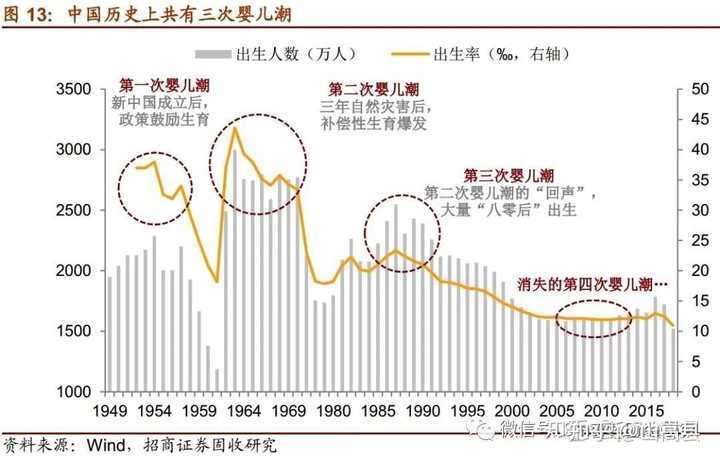 图 13：中国历史上共有三次婴儿潮
出生人数（万人）
出生率（‰，右轴）
第一次婴儿潮
新中国成立后，
政策鼓励生育
第二次婴儿潮
三年自然灾害后，
补偿性生育爆发
第三次婴儿潮
第二次婴儿潮的“回声”，
大量“八零后”出生
消失的第四次婴儿潮…
3500
3000
2500
2000
1500
1000
50
45
40
35
30
25
20
15
10
5
0
1949 1954 1959 1964 1969 1975 1980 1985 1990 1995 2000 2005 2010 2015
资料来源：Wind，招商证券固收研究